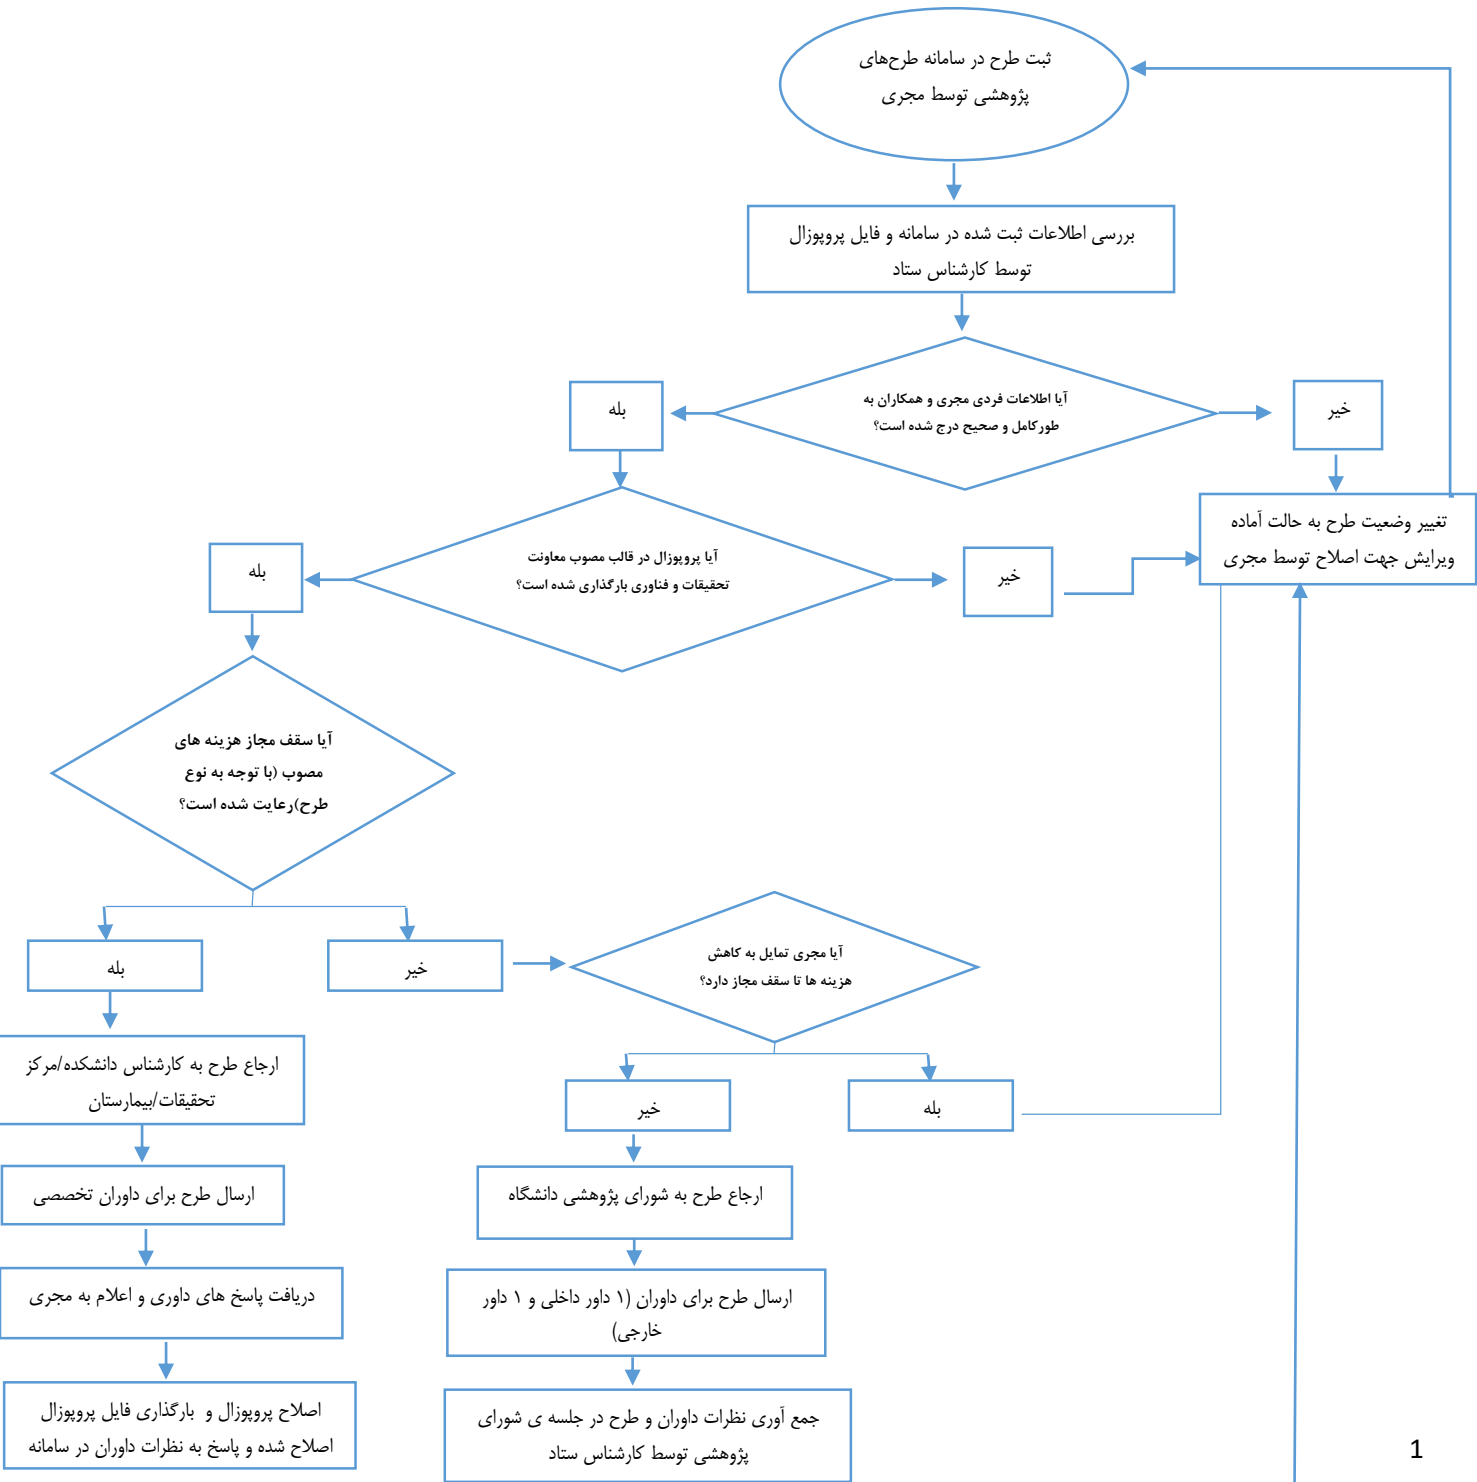 ثبت طرح در سامانه طرح‌های
پژوهشی توسط مجری
بررسی اطلاعات ثبت شده در سامانه و فایل پروپوزال
توسط کارشناس ستاد
آیا اطلاعات فردی مجری و همکاران به
طورکامل و صحیح درج شده است؟
بله
خیر
تغییر وضعیت طرح به حالت آماده
ویرایش جهت اصلاح توسط مجری
آیا پروپوزال در قالب مصوب معاونت
تحقیقات و فناوری بارگذاری شده است؟
بله
خیر
آیا سقف مجاز هزینه های
مصوب (با توجه به نوع
طرح)رعایت شده است؟
بله
خیر
آیا مجری تمایل به کاهش
هزینه ها تا سقف مجاز دارد؟
خیر
بله
ارجاع طرح به کارشناس دانشکده/مرکز
تحقیقات/بیمارستان
ارسال طرح برای داوران تخصصی
دریافت پاسخ های داوری و اعلام به مجری
اصلاح پروپوزال و بارگذاری فایل پروپوزال
اصلاح شده و پاسخ به نظرات داوران در سامانه
ارجاع طرح به شورای پژوهشی دانشگاه
ارسال طرح برای داوران (۱ داور داخلی و ۱ داور
خارجی)
جمع آوری نظرات داوران و طرح در جلسه ی شورای
پژوهشی توسط کارشناس ستاد
1